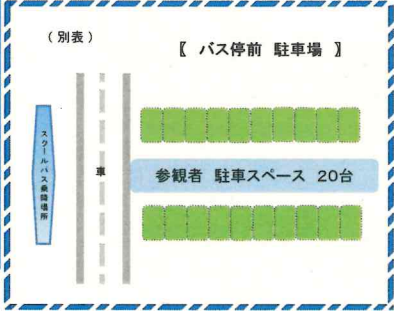 （別表）
【 バス停前 駐車場 】
スクールバス乗降場所
車
参観者 駐車スペース 20台